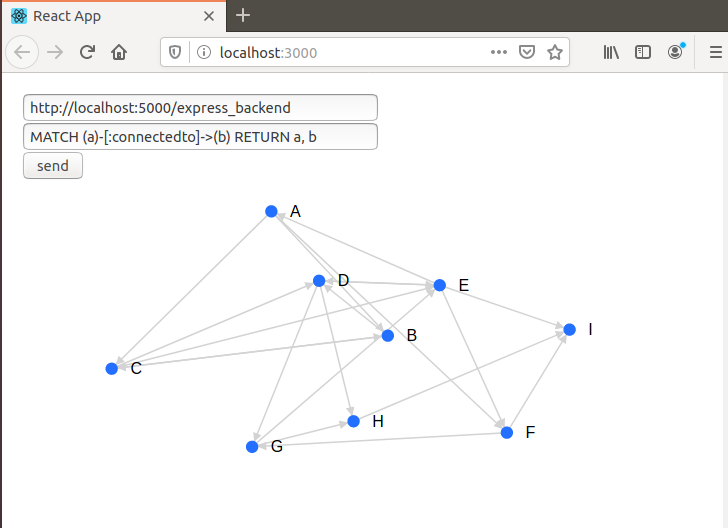 React App
localhost:3000
http://localhost:5000/express_backend
MATCH (a)-[:connectedto]->(b) RETURN a, b
send
A
D
E
I
B
C
H
F
G